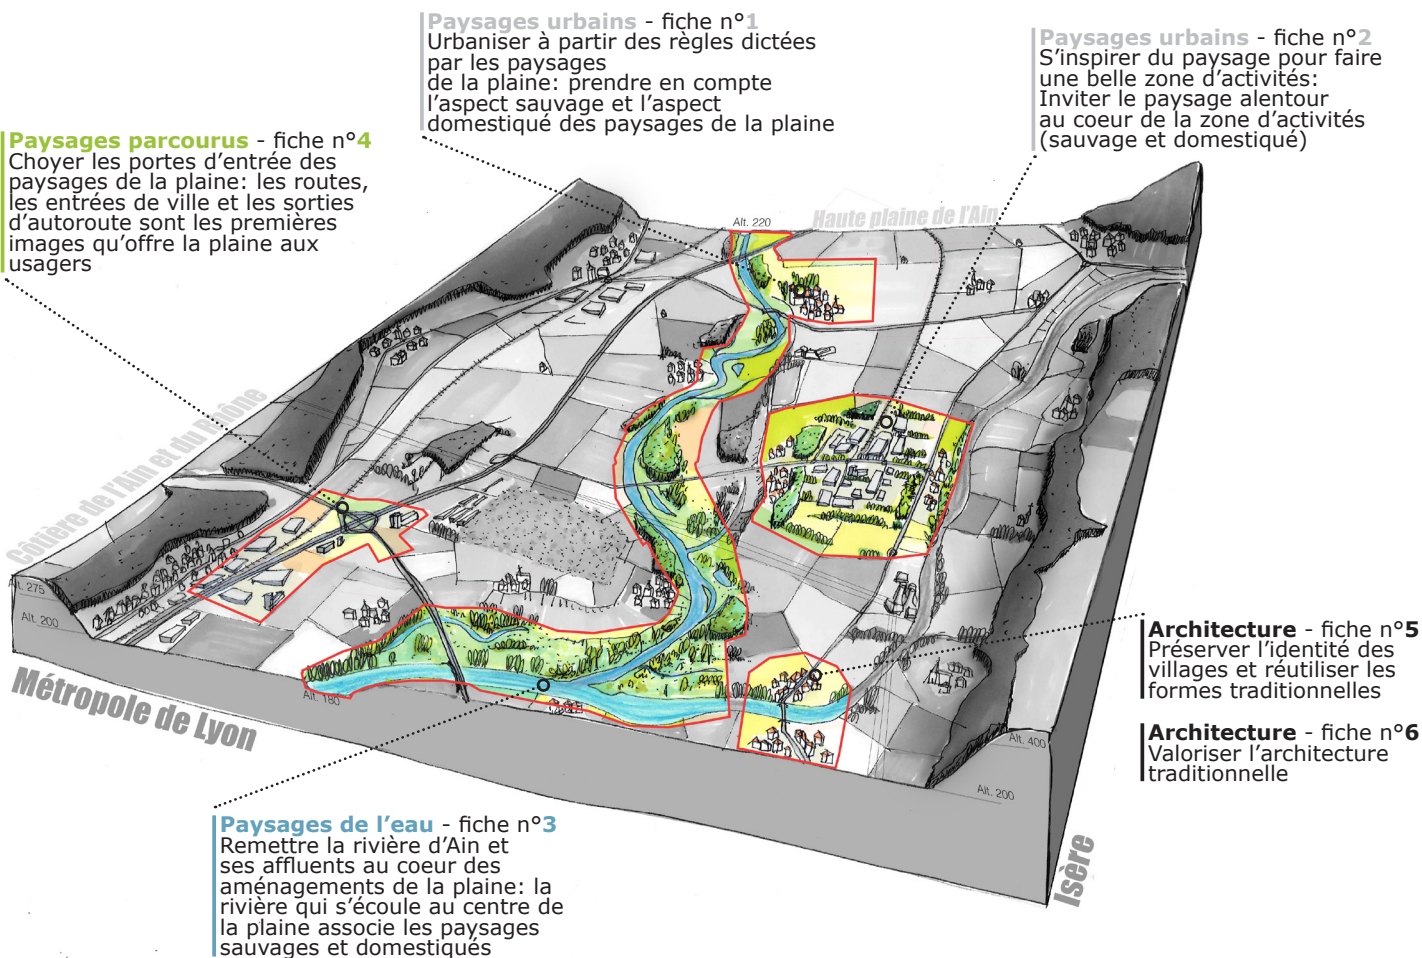 Paysages urbains - fiche n°1
Urbaniser à partir des règles dictées
par les paysages
de la plaine: prendre en compte
l'aspect sauvage et l'aspect
domestiqué des paysages de la plaine
Paysages urbains - fiche n°2
S'inspirer du paysage pour faire
une belle zone d'activités:
Inviter le paysage alentour
au coeur de la zone d'activités
(sauvage et domestiqué)
Paysages parcourus - fiche n°4
Choyer les portes d'entrée des
paysages de la plaine: les routes,
les entrées de ville et les sorties
d'autoroute sont les premières
images qu'offre la plaine aux
usagers
Alt. 220
Haute plaine de l'Ain
Côtière de l'Ain et du Rhône
Alt. 275
Alt. 200
Métropole de Lyon
Alt. 180
Architecture - fiche n°5
Préserver l'identité des
villages et réutiliser les
formes traditionnelles
Architecture - fiche n°6
Valoriser l'architecture
traditionnelle
Alt. 400
Alt. 200
Isère
Paysages de l'eau - fiche n°3
Remettre la rivière d'Ain et
ses affluents au coeur des
aménagements de la plaine: la
rivière qui s'écoule au centre de
la plaine associe les paysages
sauvages et domestiqués